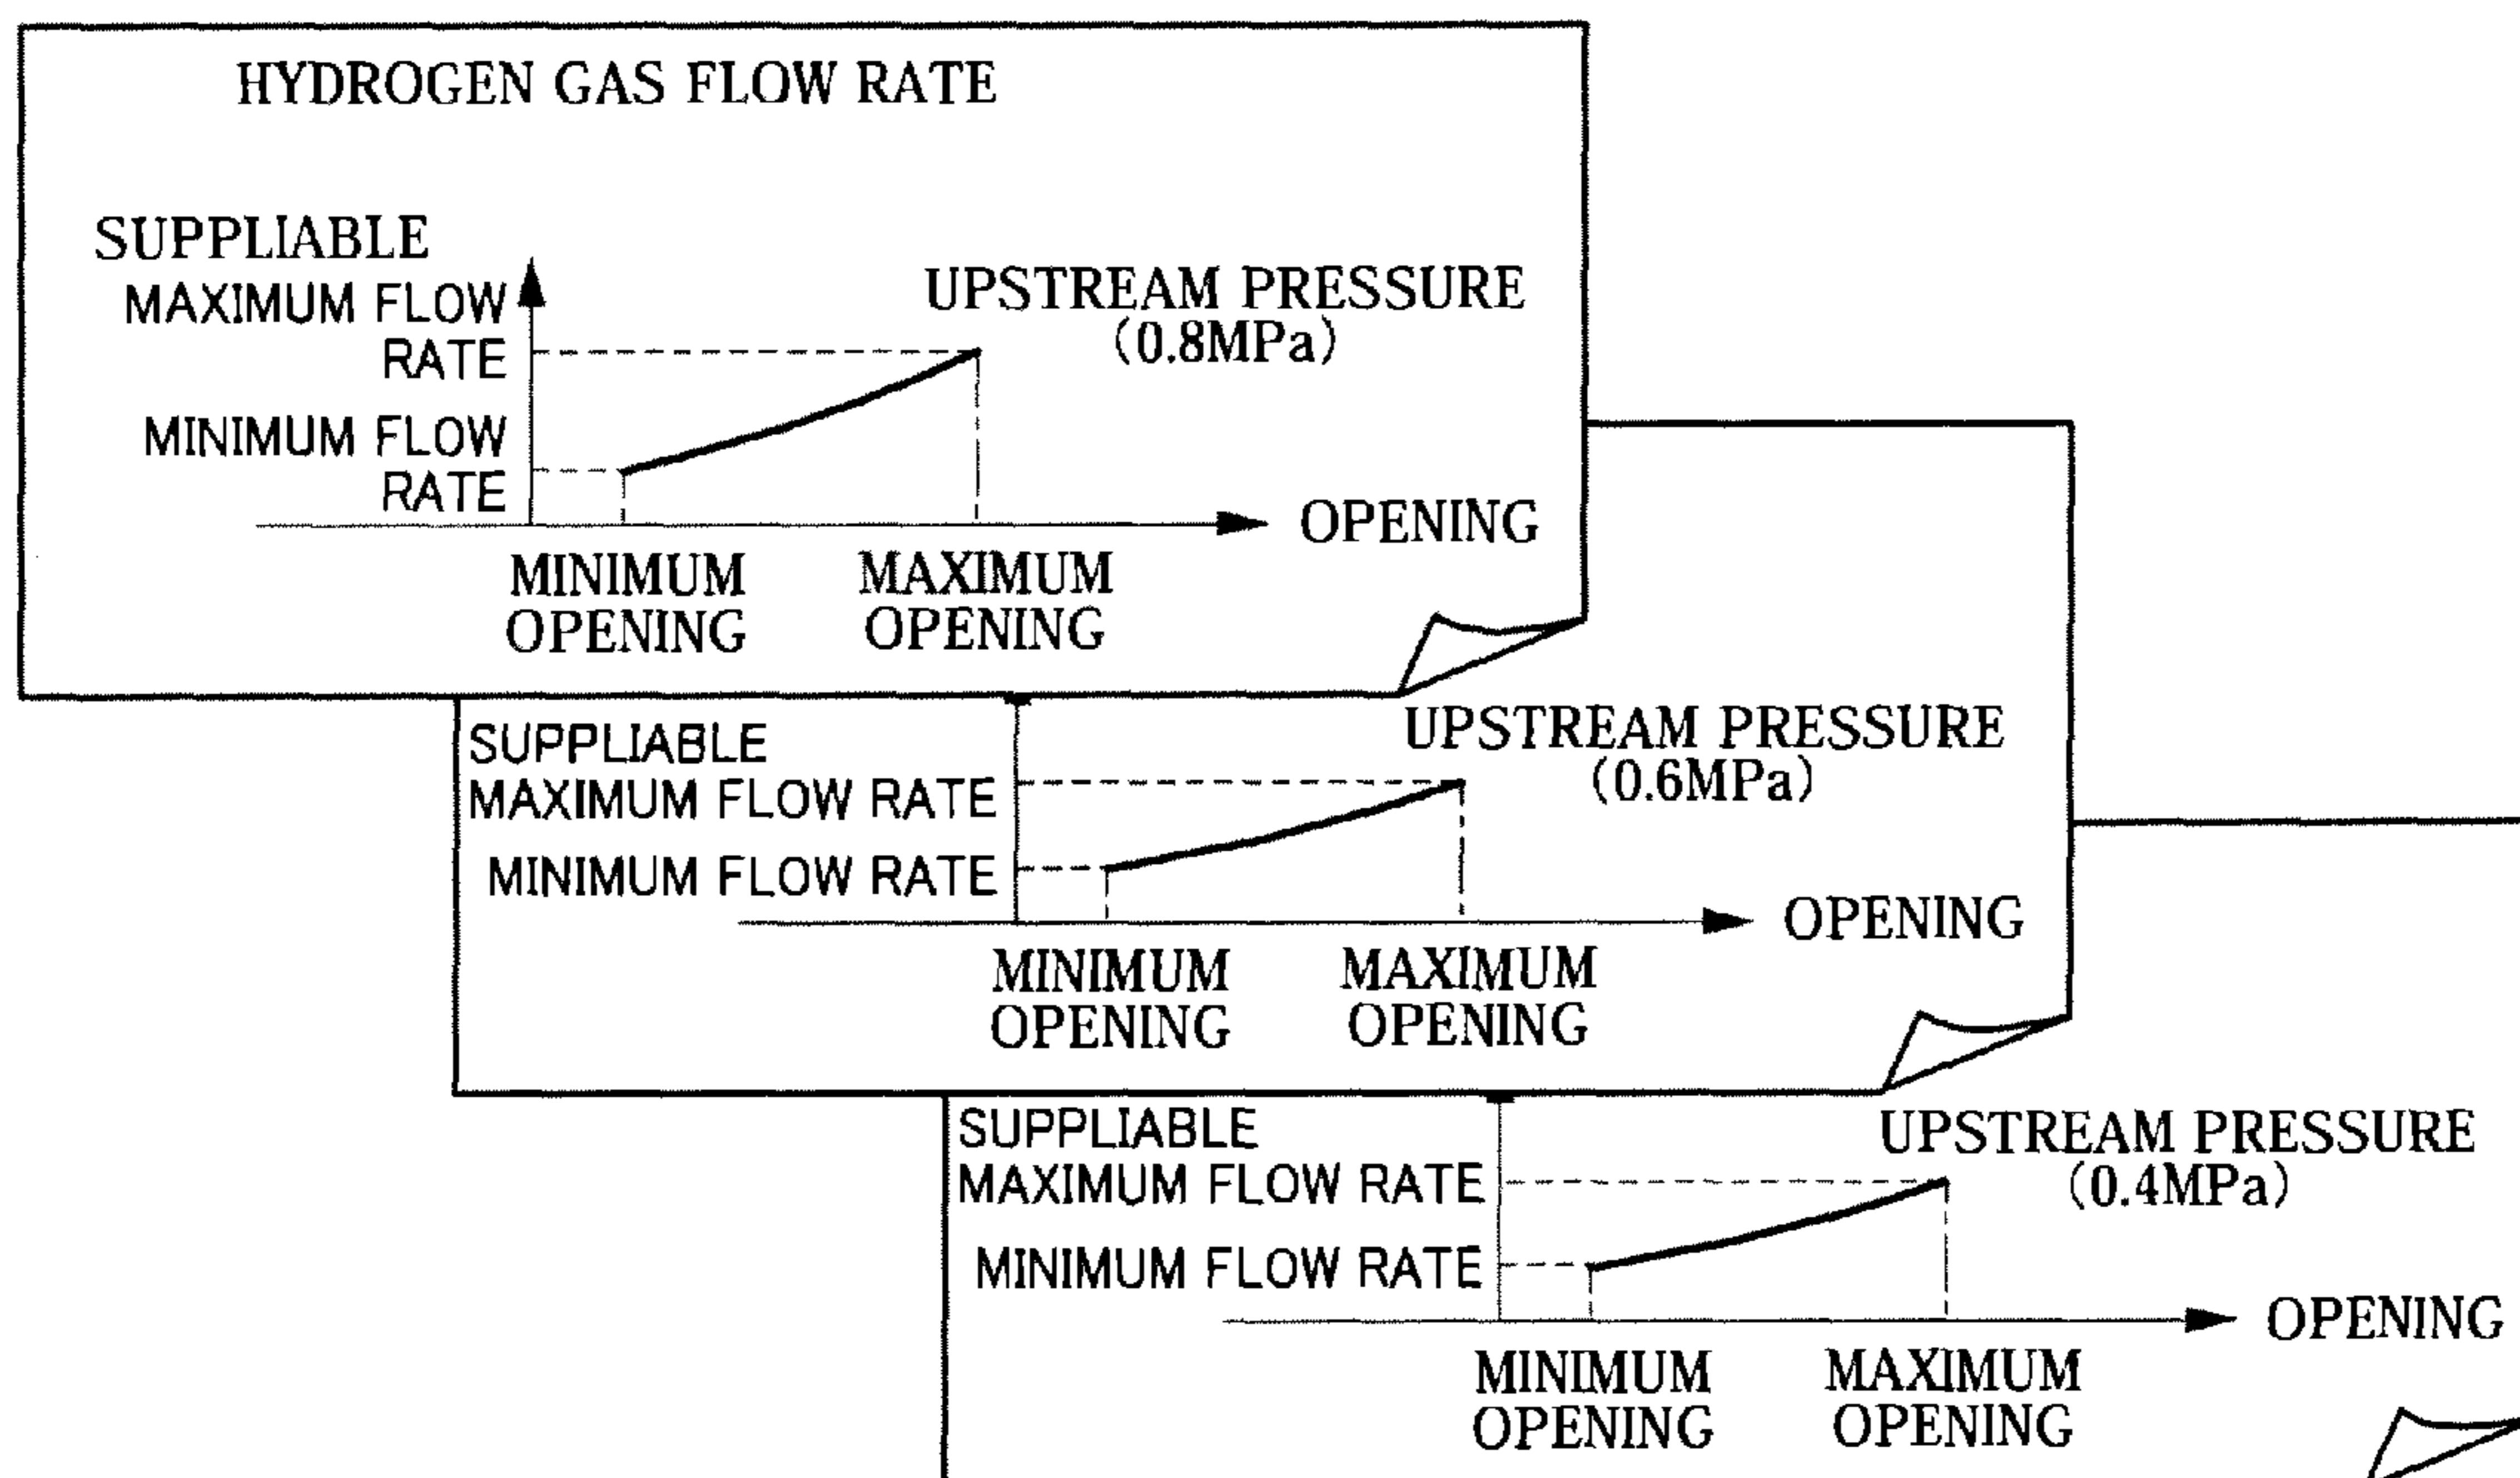 HYDROGEN GAS FLOW RATE
SUPPLIABLE
MAXIMUM FLOW
RATE
UPSTREAM PRESSURE
(0.8MPa)
MINIMUM FLOW
RATE
OPENING
MINIMUM
OPENING
MAXIMUM
OPENING
SUPPLIABLE
MAXIMUM FLOW RATE
UPSTREAM PRESSURE
(0.6MPa)
MINIMUM FLOW RATE
OPENING
MINIMUM
OPENING
MAXIMUM
OPENING
SUPPLIABLE
MAXIMUM FLOW RATE
UPSTREAM PRESSURE
(0.4MPa)
MINIMUM FLOW RATE
OPENING
MINIMUM
OPENING
MAXIMUM
OPENING